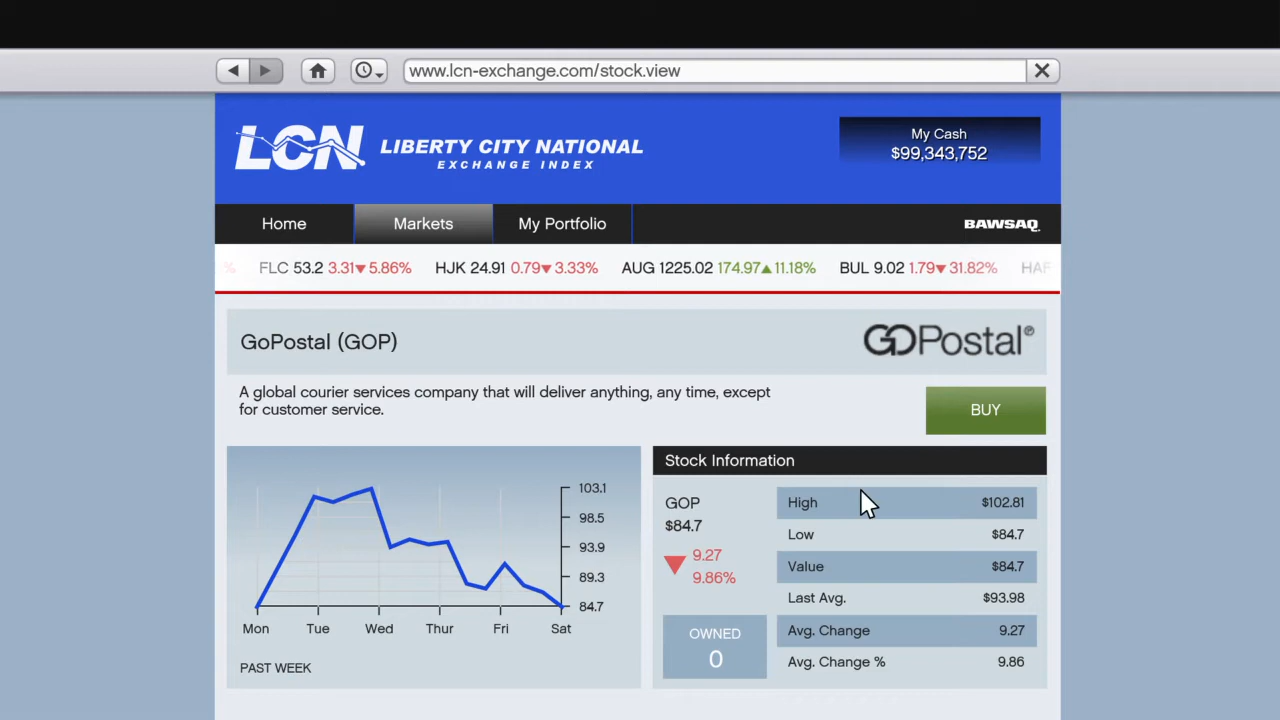 www.lcn-exchange.com/stock.view
LCN LIBERTY CITY NATIONAL
EXCHANGE INDEX
My Cash
$99,343,752
Home Markets My Portfolio BAWSAQ
% FLC 53.2 3.31▼5.86% HJK 24.91 0.79▼3.33% AUG 1225.02 174.97▲11.18% BUL 9.02 1.79▼31.82% HAF
GoPostal (GOP) GOPostal®
A global courier services company that will deliver anything, any time, except
for customer service.
BUY
103.1
98.5
93.9
89.3
84.7
Mon Tue Wed Thur Fri Sat
PAST WEEK
Stock Information
GOP
$84.7
9.27
9.86%
OWNED
0
High $102.81
Low $84.7
Value $84.7
Last Avg. $93.98
Avg. Change 9.27
Avg. Change % 9.86